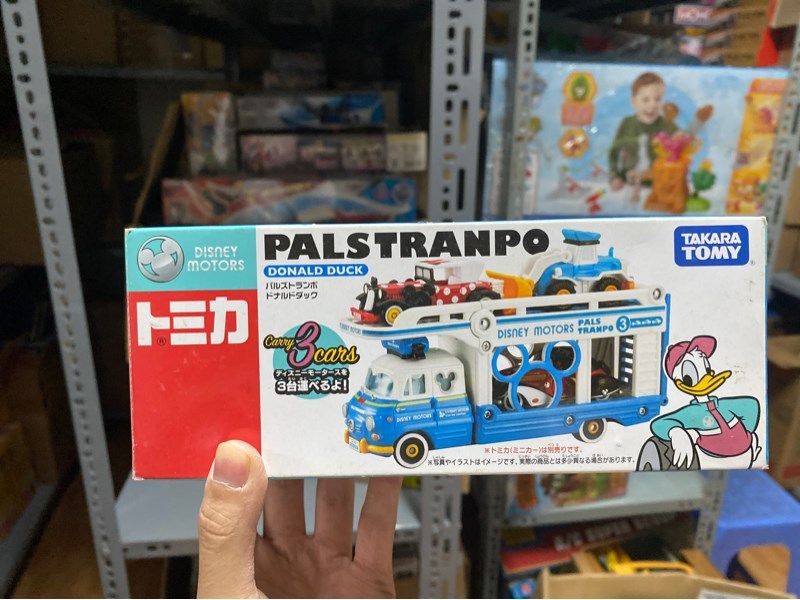 DISNEY
MOTORS
PALSTRANPO
TAKARA
TOMY
DONALD DUCK
パルズトランポ
ドナルドダック
トミカ
®
Carry 3 cars
ディズニーモータースを
3台運べるよ!
DISNEY MOTORS PALS
TRANPO 3
DISNEY MOTORS
※トミカ(ミニカー)は別売りです。
※写真やイラストはイメージです。実際の商品とは多少異なる場合があります。